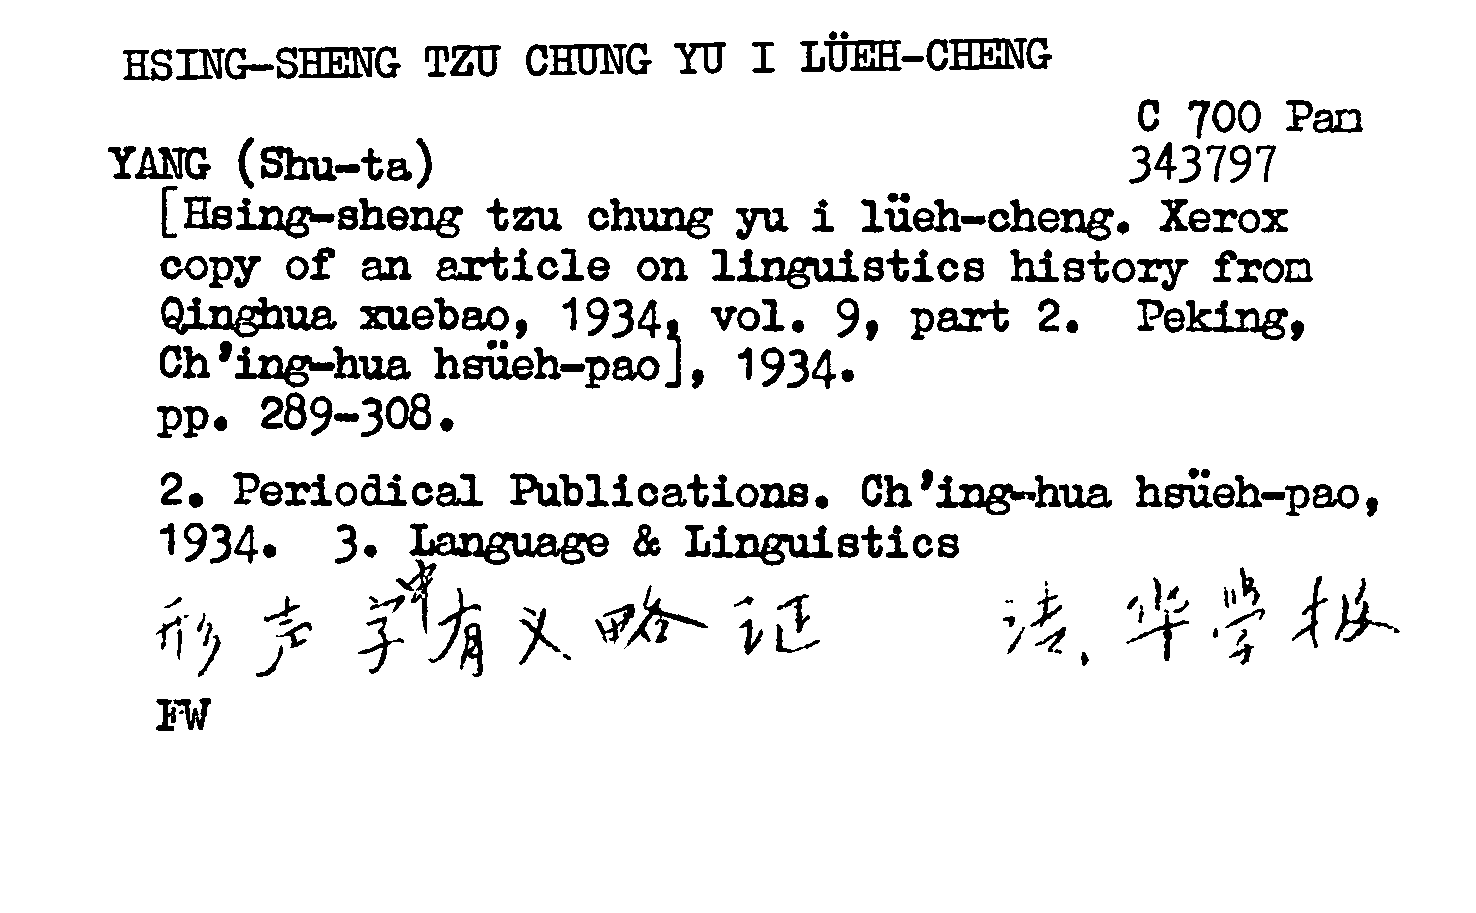 HSING-SHENG TZU CHUNG YU I LÜEH-CHENG
C 700 Pan
YANG (Shu-ta) 343797
[Hsing-sheng tzu chung yu i lüeh-cheng. Xerox
copy of an article on linguistics history from
Qinghua xuebao, 1934, vol. 9, part 2. Peking,
Ch'ing-hua hsüeh-pao], 1934.
pp. 289-308.
2. Periodical Publications. Ch'ing-hua hsüeh-pao,
1934. 3. Language & Linguistics
形声字中有义略证 清华学报
FW